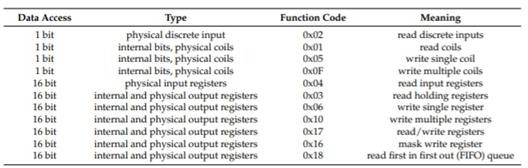 Data Access Type Function Code Meaning
1 bit physical discrete input 0x02 read discrete inputs
1 bit internal bits, physical coils 0x01 read coils
1 bit internal bits, physical coils 0x05 write single coil
1 bit internal bits, physical coils 0x0F write multiple coils
16 bit physical input registers 0x04 read input registers
16 bit internal and physical output registers 0x03 read holding registers
16 bit internal and physical output registers 0x06 write single register
16 bit internal and physical output registers 0x10 write multiple registers
16 bit internal and physical output registers 0x17 read/write registers
16 bit internal and physical output registers 0x16 mask write register
16 bit internal and physical output registers 0x18 read first in first out (FIFO) queue